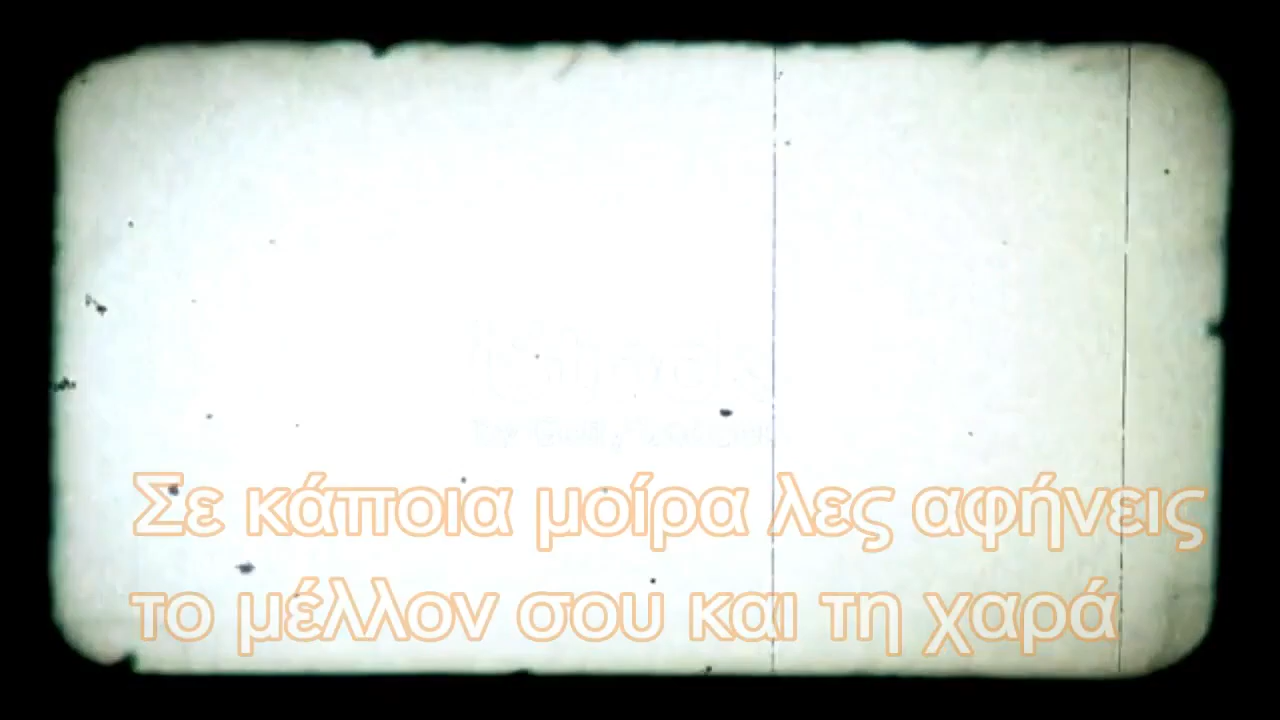 Σε κάποια μοίρα λες αφήνεις
το μέλλον σου και τη χαρά